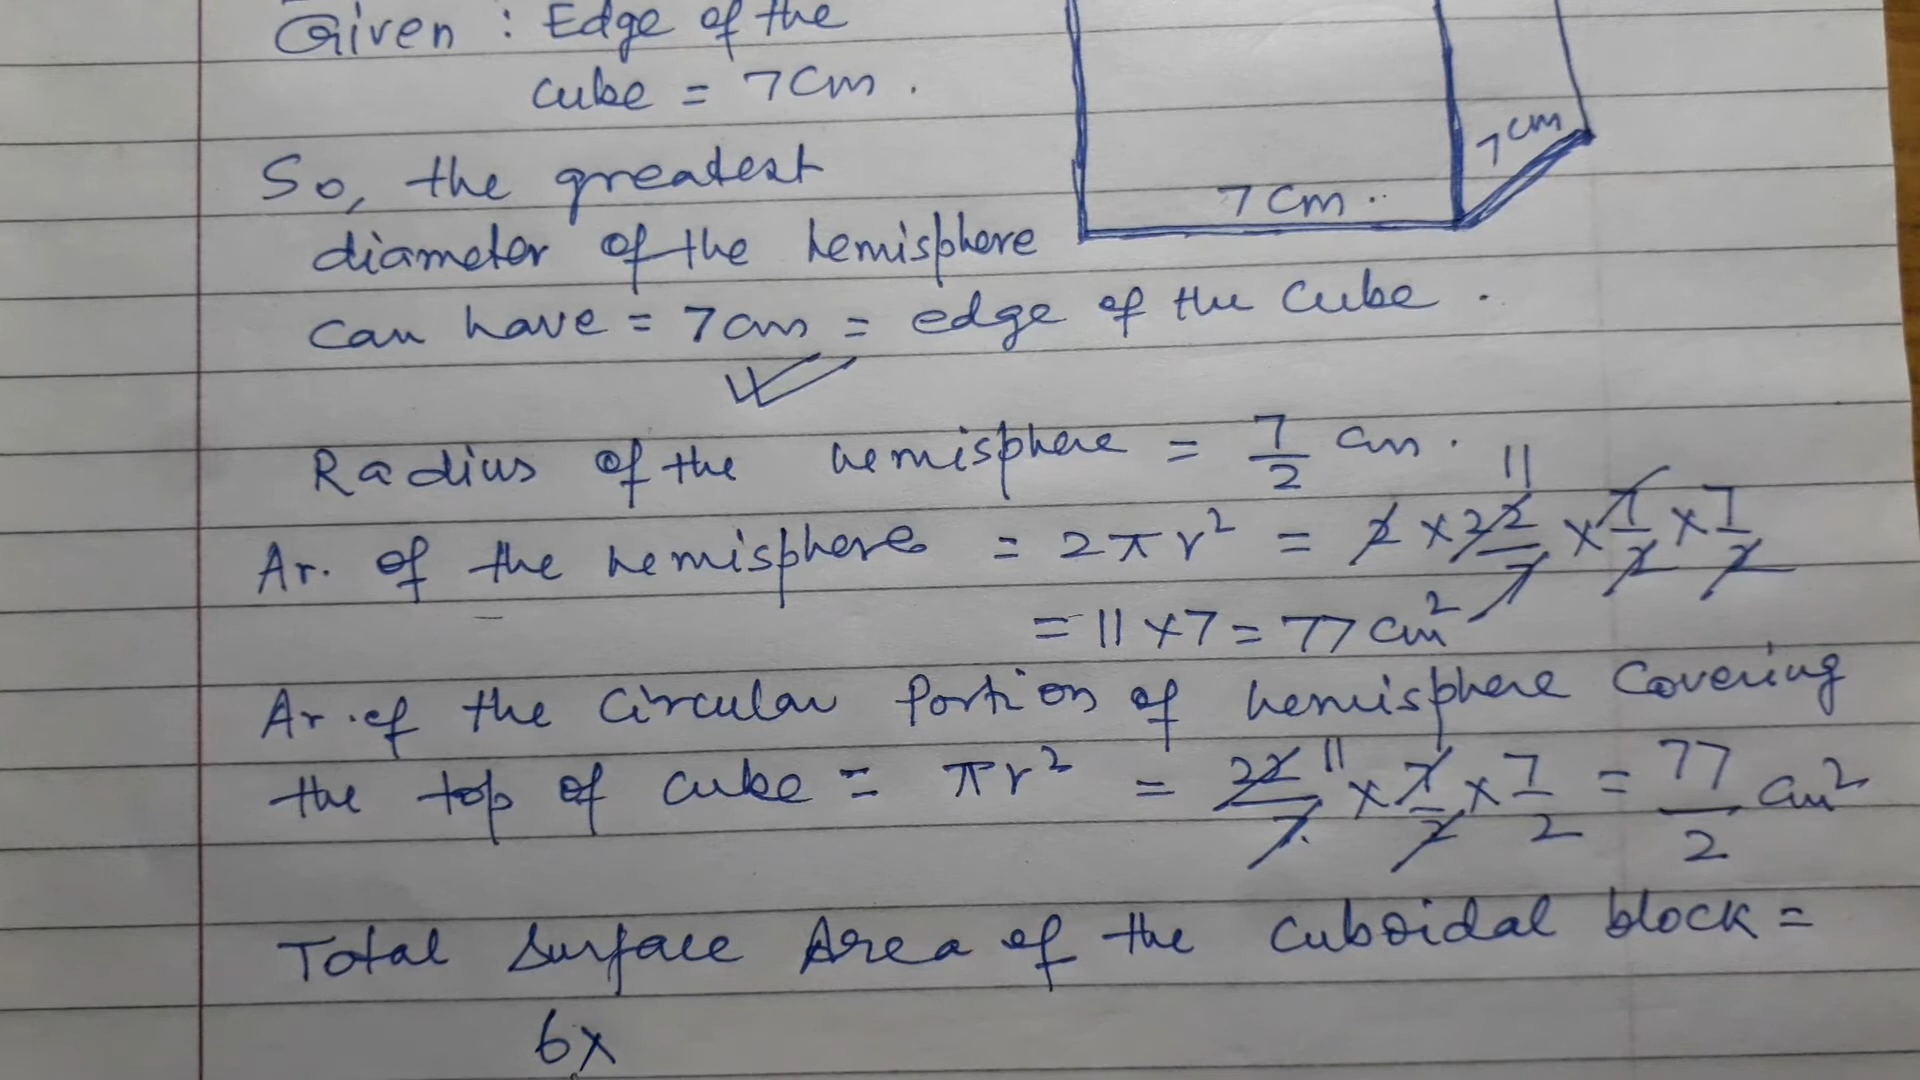 Given : Edge of the
cube = 7cm .
7cm
7cm .
So, the greatest
diameter of the hemisphere
can have = 7cm = edge of the cube .
Radius of the hemisphere = 7/2 cm .
Ar. of the hemisphere = 2πr² = 2 × 22/7 × 7/2 × 7/2
11
= 11 × 7 = 77 cm²
Ar. of the circular portion of hemisphere covering
the top of cube = πr² = 22/7 11 × 7/2 × 7/2 = 77/2 cm²
Total surface Area of the cuboidal block =
6×